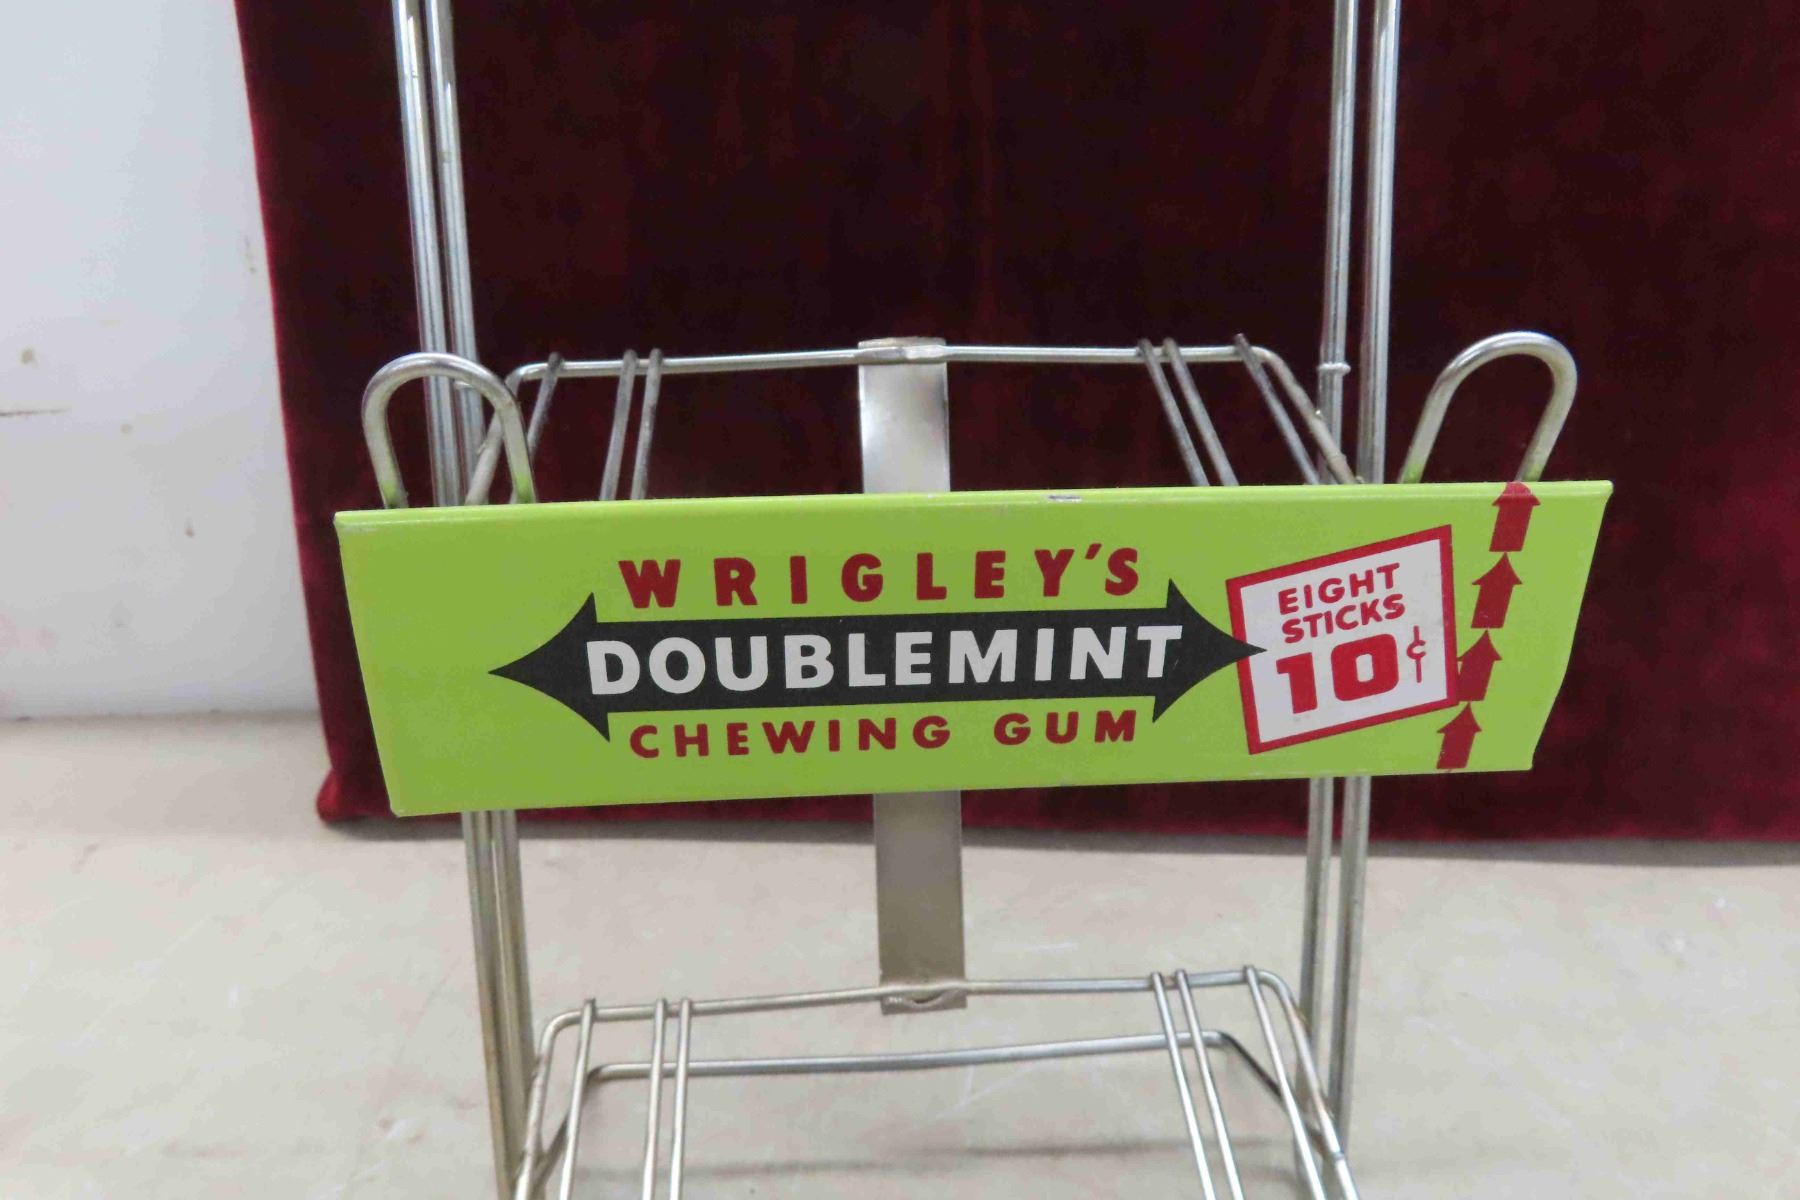 WRIGLEY'S
DOUBLEMINT
CHEWING GUM
EIGHT
STICKS
10¢